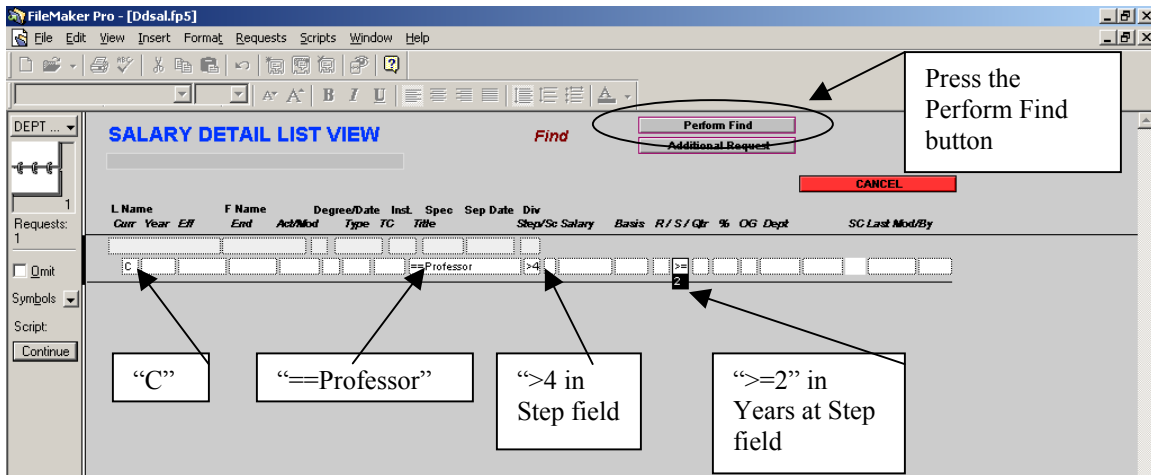 FileMaker Pro - [Ddsal.fp5]
File Edit View Insert Format Requests Scripts Window Help
ABC
B I U A
DEPT ...
SALARY DETAIL LIST VIEW
Find
Perform Find
Additional Request
Press the
Perform Find
button
CANCEL
1
Requests:
1
L Name F Name Degree/Date Inst. Spec Sep Date Div
Curr Year Eff End Act/Mod Type TC Title Step/Sc Salary Basis R / S / Qtr % OG Dept SC Last Mod/By
Omit
C ==Professor >4 >=
2
Symbols
Script:
Continue
“C”
“==Professor”
“>4 in
Step field
“>=2” in
Years at Step
field